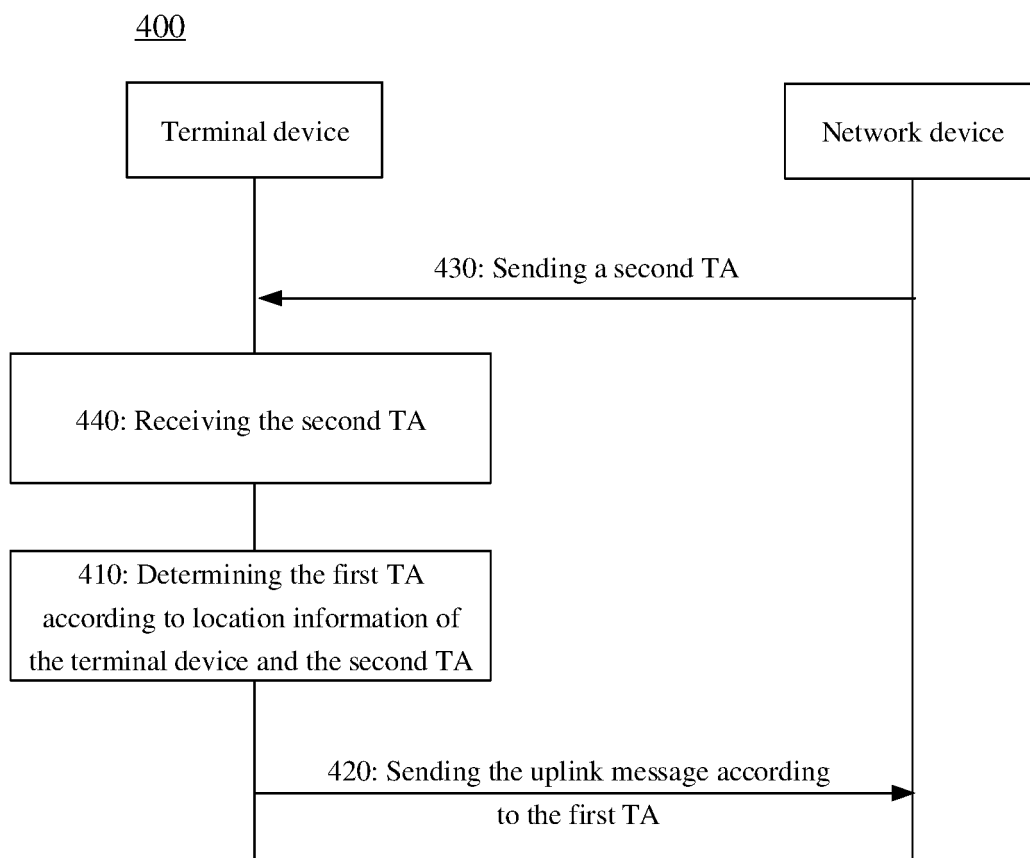 400
Terminal device
Network device
430: Sending a second TA
440: Receiving the second TA
410: Determining the first TA
according to location information of
the terminal device and the second TA
420: Sending the uplink message according
to the first TA